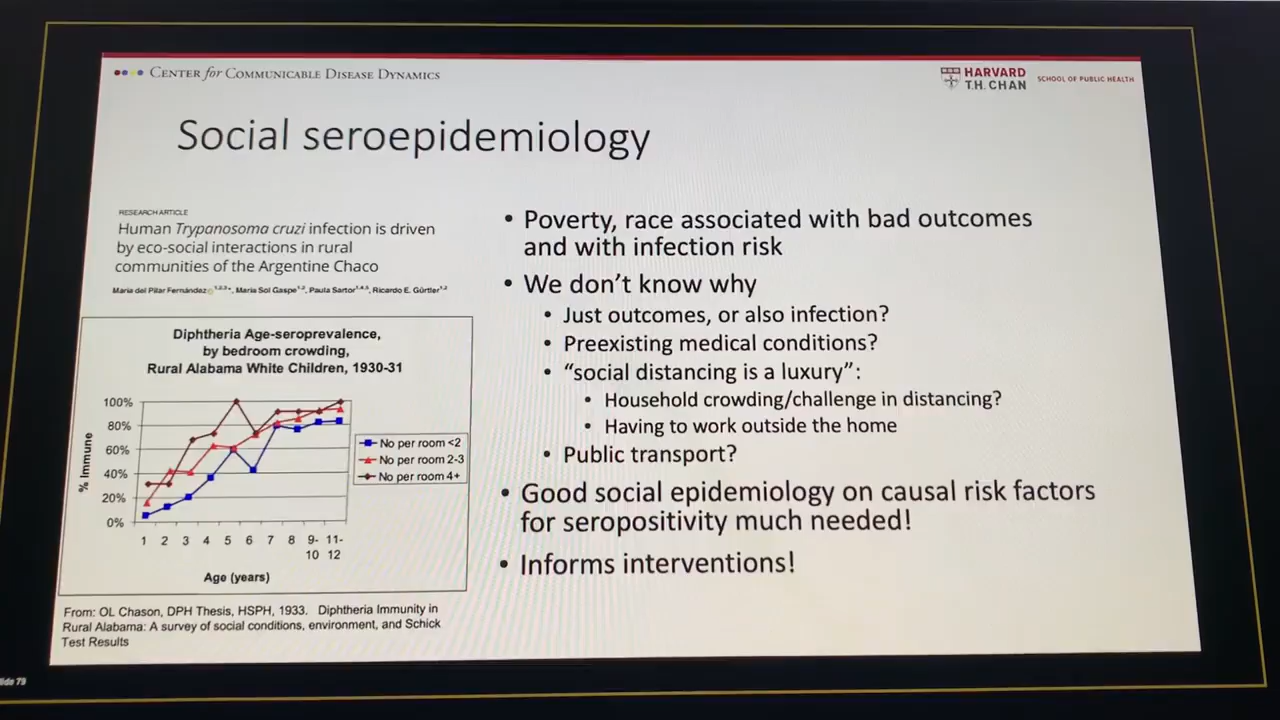 CENTER for COMMUNICABLE DISEASE DYNAMICS
HARVARD
T.H. CHAN
SCHOOL OF PUBLIC HEALTH
Social seroepidemiology
RESEARCH ARTICLE
Human Trypanosoma cruzi infection is driven
by eco-social interactions in rural
communities of the Argentine Chaco
María del Pilar Fernández, María Sol Gaspe, Paula Sartor, Ricardo E. Gürtler
Diphtheria Age-seroprevalence,
by bedroom crowding,
Rural Alabama White Children, 1930-31
100%
80%
60%
40%
20%
0%
% Immune
1 2 3 4 5 6 7 8 9- 11-
10 12
Age (years)
No per room <2
No per room 2-3
No per room 4+
From: OL Chason, DPH Thesis, HSPH, 1933. Diphtheria Immunity in
Rural Alabama: A survey of social conditions, environment, and Schick
Test Results
• Poverty, race associated with bad outcomes
and with infection risk
• We don't know why
• Just outcomes, or also infection?
• Preexisting medical conditions?
• “social distancing is a luxury”:
• Household crowding/challenge in distancing?
• Having to work outside the home
• Public transport?
• Good social epidemiology on causal risk factors
for seropositivity much needed!
• Informs interventions!
lide 79